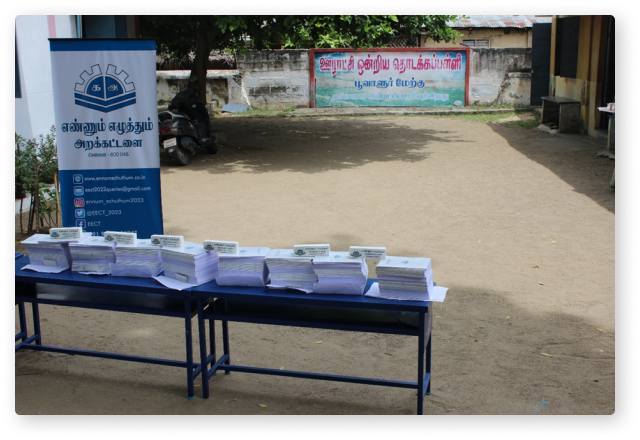 க அ
எண்ணும் எழுத்தும்
அறக்கட்டளை
Chennai - 600 048.
www.ennumezhuthum.co.in
eect2023queries@gmail.com
ennum_ezhuthum2023
@EECT_2023
EECT
ஊராட்சி ஒன்றிய தொடக்கப்பள்ளி
பூவாளூர் மேற்கு